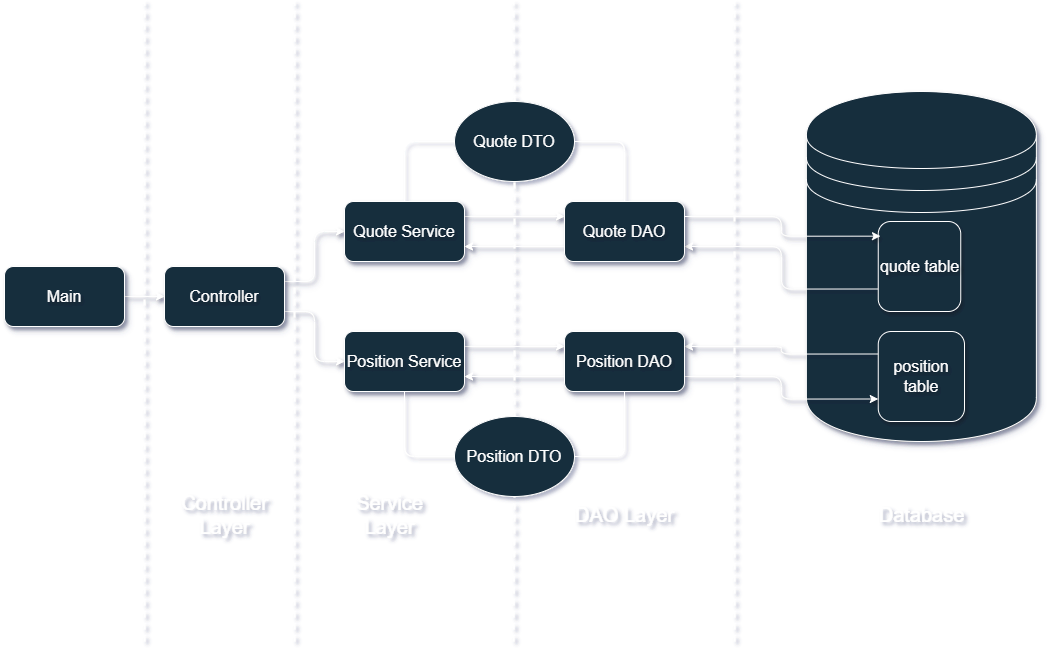 Quote DTO
Quote Service
Quote DAO
quote table
Main
Controller
Position Service
Position DAO
position
table
Position DTO
Controller
Layer
Service
Layer
DAO Layer
Database